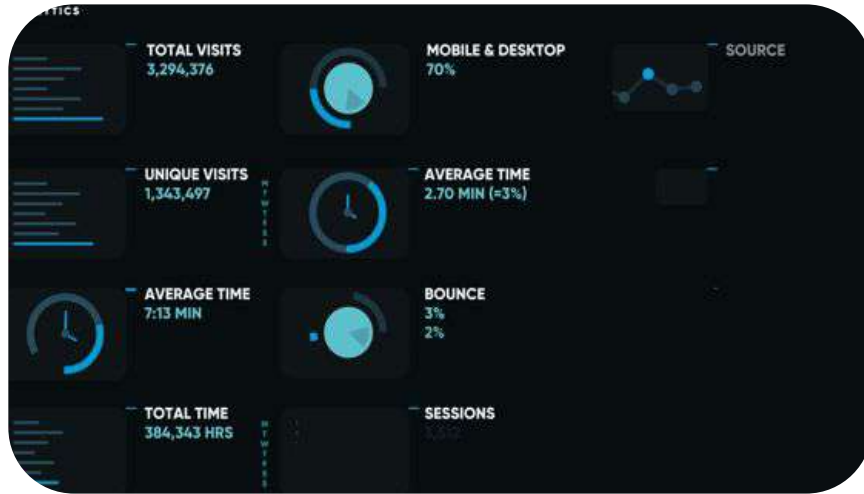 TOTAL VISITS
3,294,376
MOBILE & DESKTOP
70%
SOURCE
UNIQUE VISITS
1,343,497
M T W T F S S
AVERAGE TIME
2.70 MIN (=3%)
AVERAGE TIME
7:13 MIN
BOUNCE
3%
2%
TOTAL TIME
384,343 HRS
M T W T F S S
SESSIONS